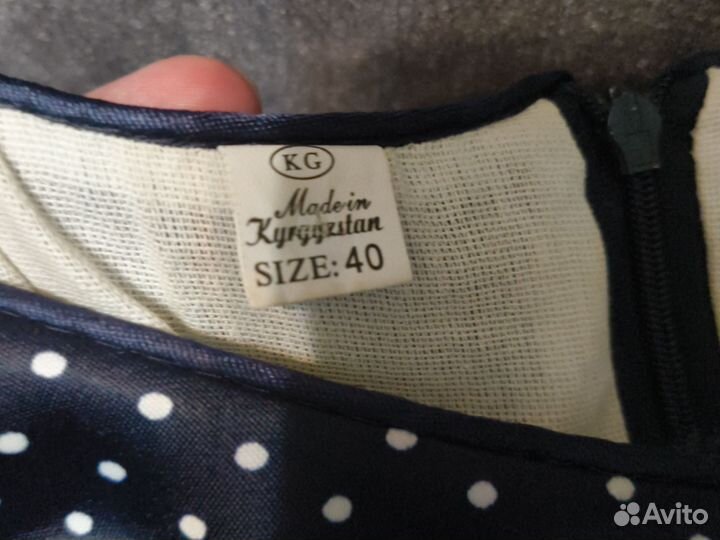 KG
Made in
Kyrgyzstan
SIZE: 40
Avito